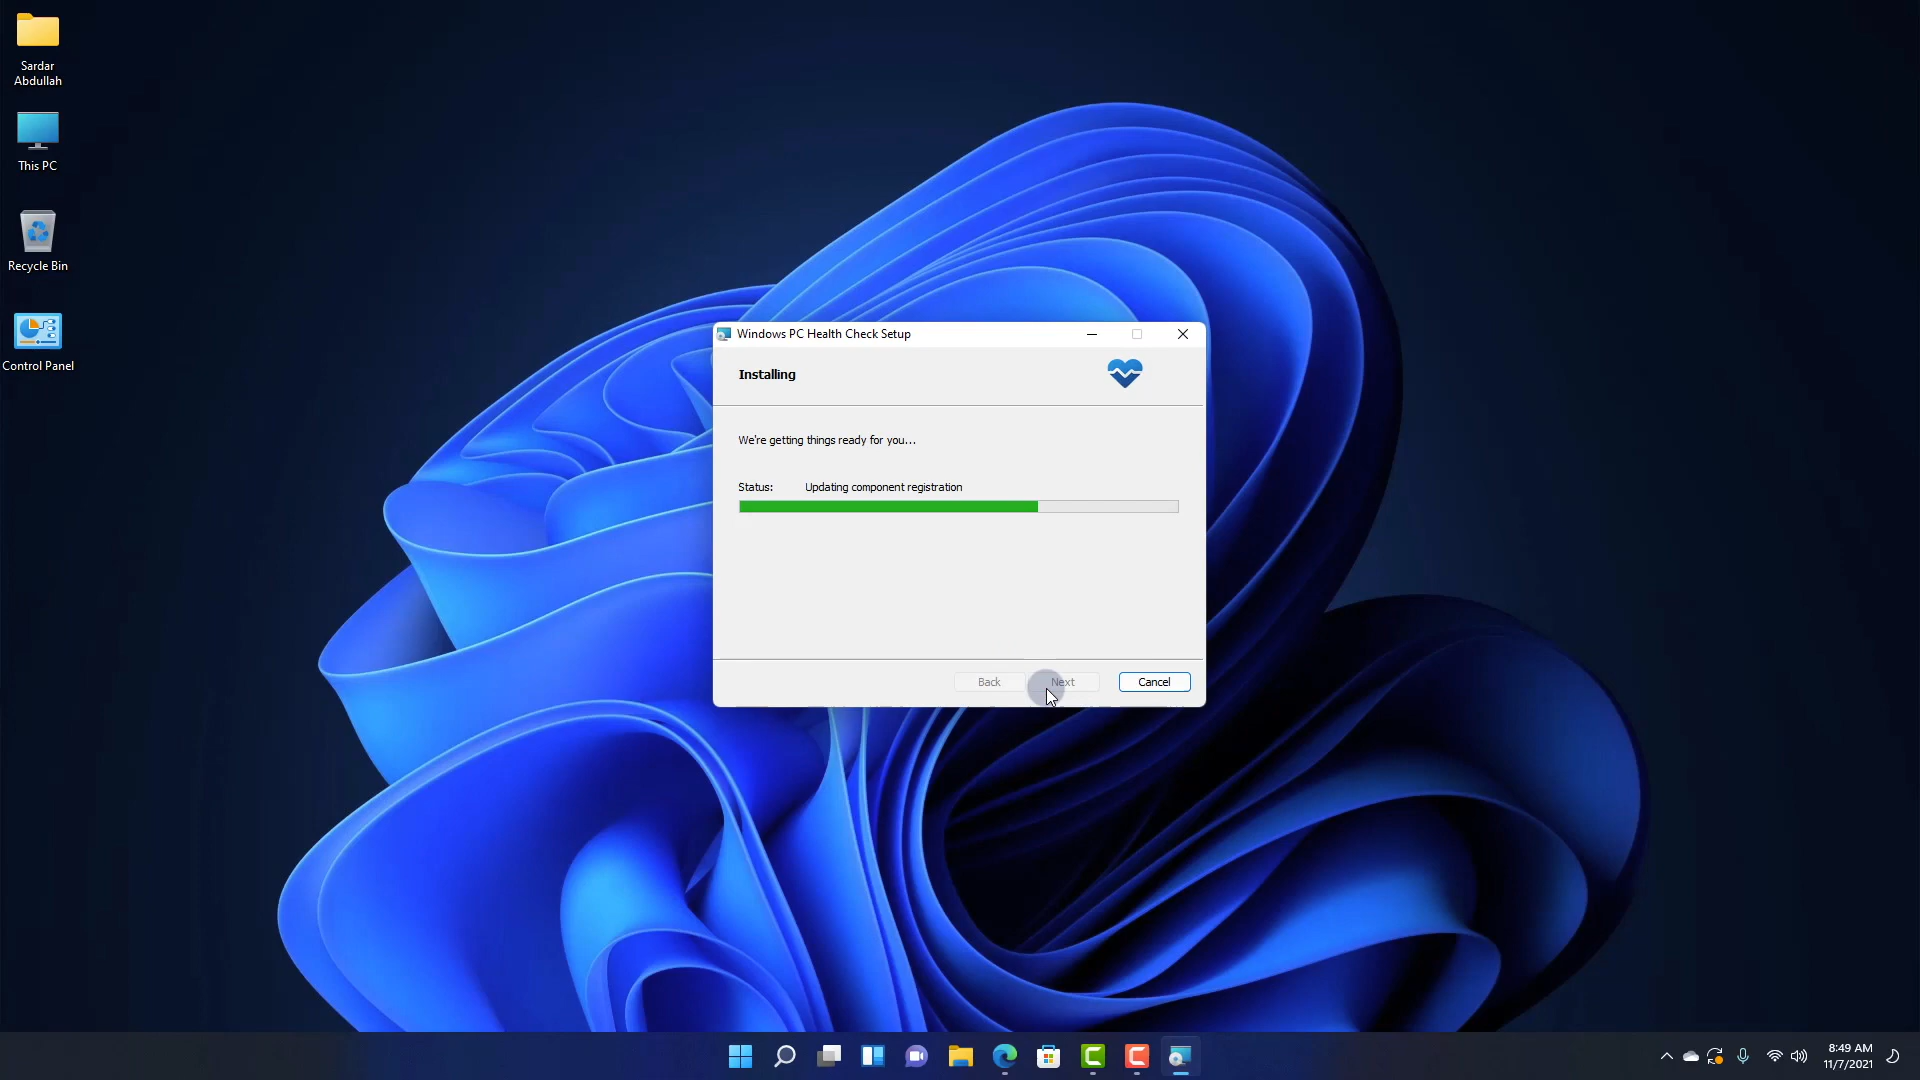 Sardar
Abdullah
This PC
Recycle Bin
Control Panel
Windows PC Health Check Setup
Installing
We're getting things ready for you...
Status: Updating component registration
Back Next Cancel
8:49 AM
11/7/2021